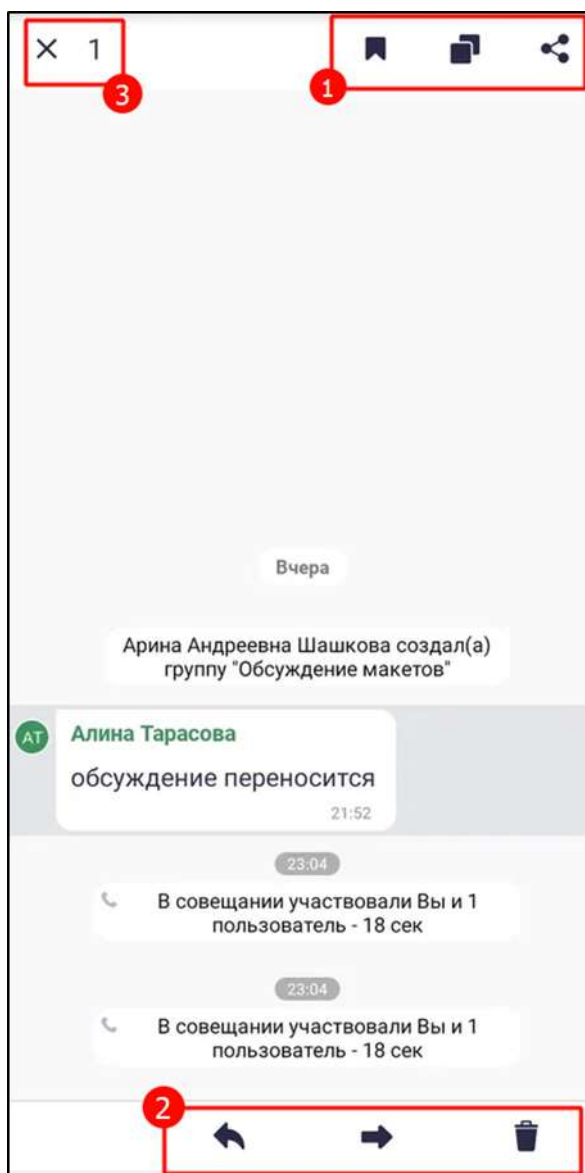 1
1
3
Вчера
Арина Андреевна Шашкова создал(а)
группу "Обсуждение макетов"
АТ
Алина Тарасова
обсуждение переносится
21:52
23:04
В совещании участвовали Вы и 1
пользователь - 18 сек
23:04
В совещании участвовали Вы и 1
пользователь - 18 сек
2